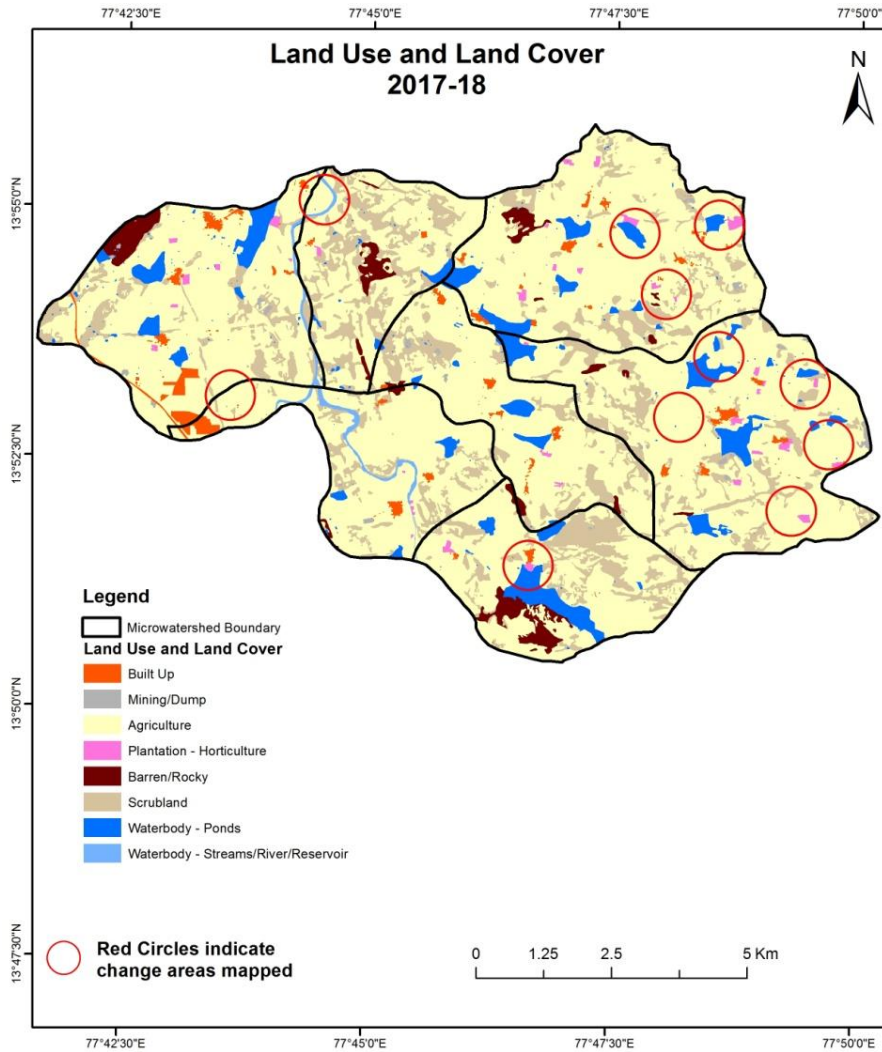 77°42'30"E 77°45'0"E 77°47'30"E 77°50'0"E
Land Use and Land Cover
2017-18
N
13°55'0"N
13°52'30"N
13°50'0"N
13°47'30"N
Legend
Microwatershed Boundary
Land Use and Land Cover
Built Up
Mining/Dump
Agriculture
Plantation - Horticulture
Barren/Rocky
Scrubland
Waterbody - Ponds
Waterbody - Streams/River/Reservoir
Red Circles indicate
change areas mapped
0 1.25 2.5 5 Km
77°42'30"E 77°45'0"E 77°47'30"E 77°50'0"E